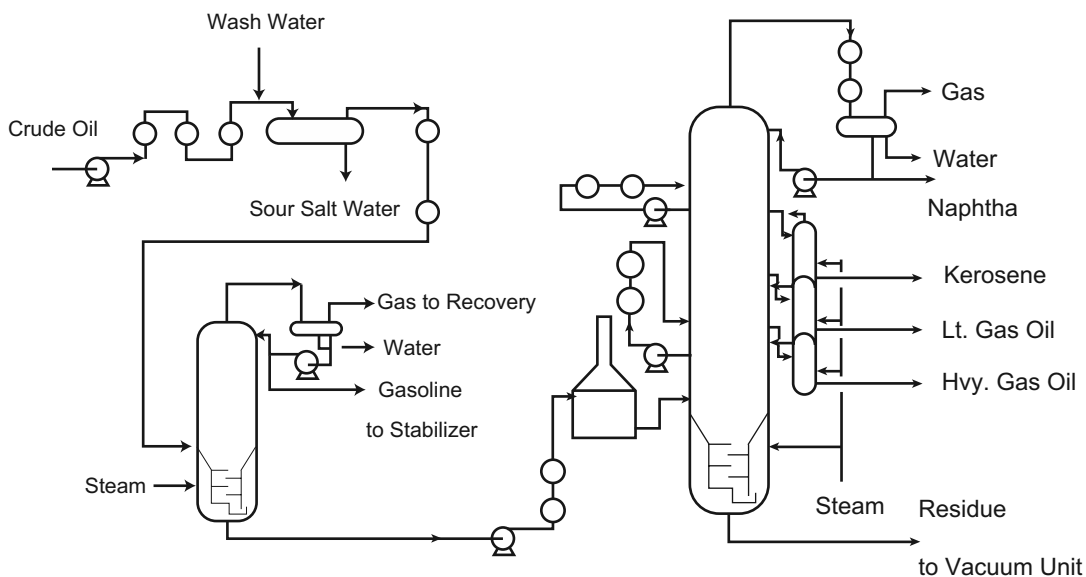 Wash Water
Crude Oil
Sour Salt Water
Gas to Recovery
Water
Gasoline
to Stabilizer
Steam
Gas
Water
Naphtha
Kerosene
Lt. Gas Oil
Hvy. Gas Oil
Steam
Residue
to Vacuum Unit